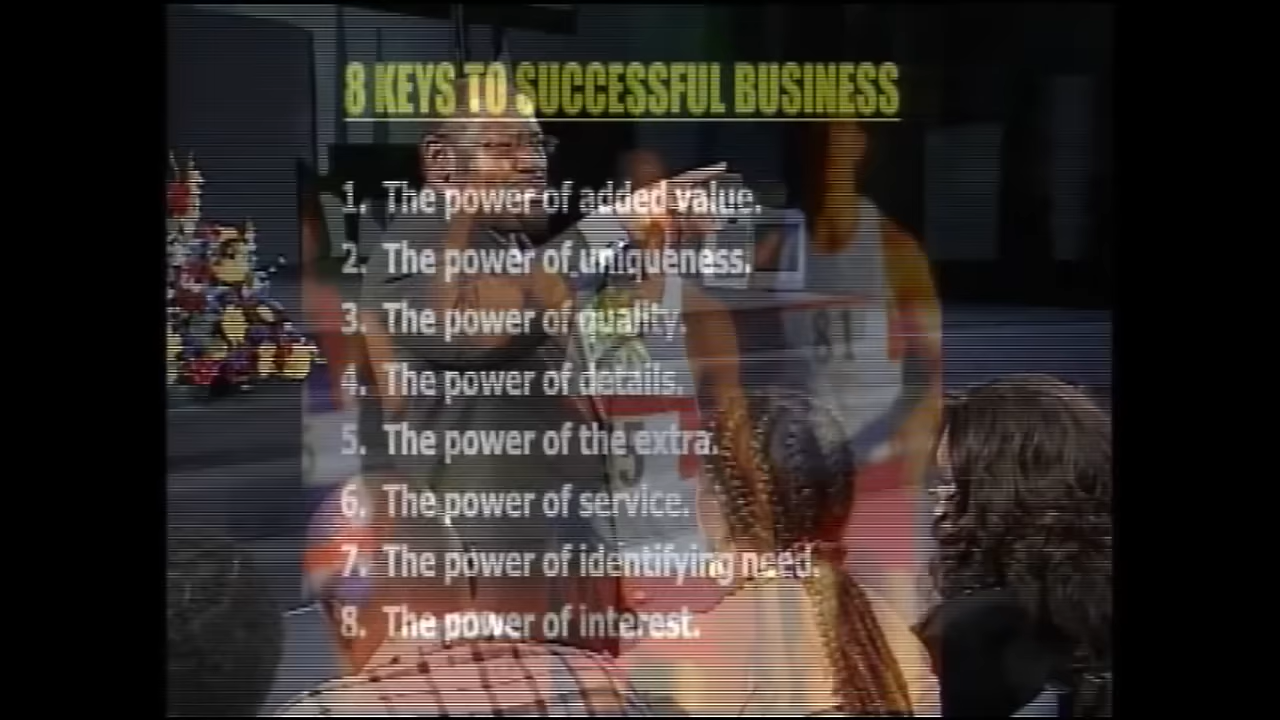 8 KEYS TO SUCCESSFUL BUSINESS
1. The power of added value.
2. The power of uniqueness.
3. The power of quality.
4. The power of details.
5. The power of the extra.
6. The power of service.
7. The power of identifying need.
8. The power of interest.
81
5